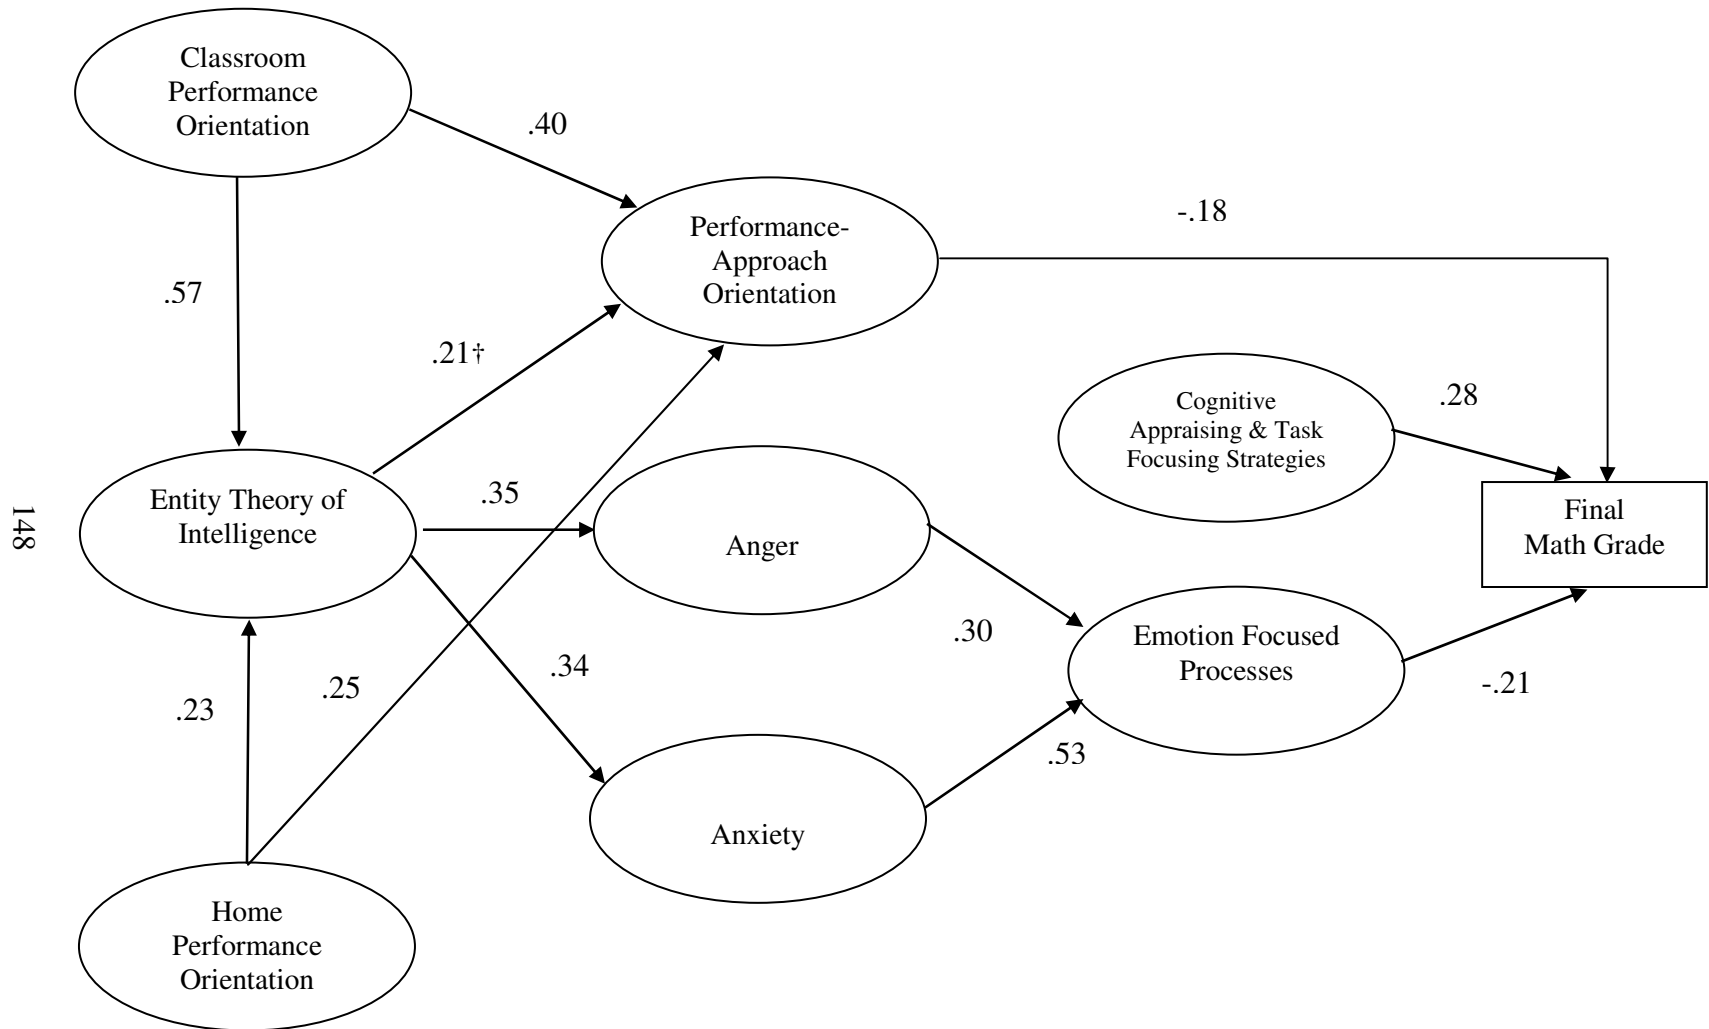 Classroom
Performance
Orientation
.40
Performance-
Approach
Orientation
-.18
.57
.21†
Cognitive
Appraising & Task
Focusing Strategies
.28
Entity Theory of
Intelligence
.35
Anger
Final
Math Grade
148
.30
Emotion Focused
Processes
-.21
.34
.25
.23
.53
Anxiety
Home
Performance
Orientation